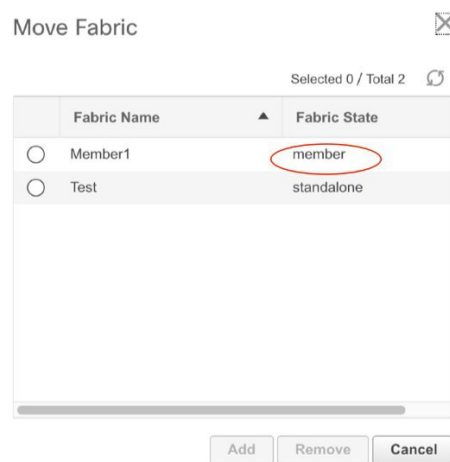 Move Fabric
Selected 0 / Total 2
Fabric Name Fabric State
Member1 member
Test standalone
Add Remove Cancel